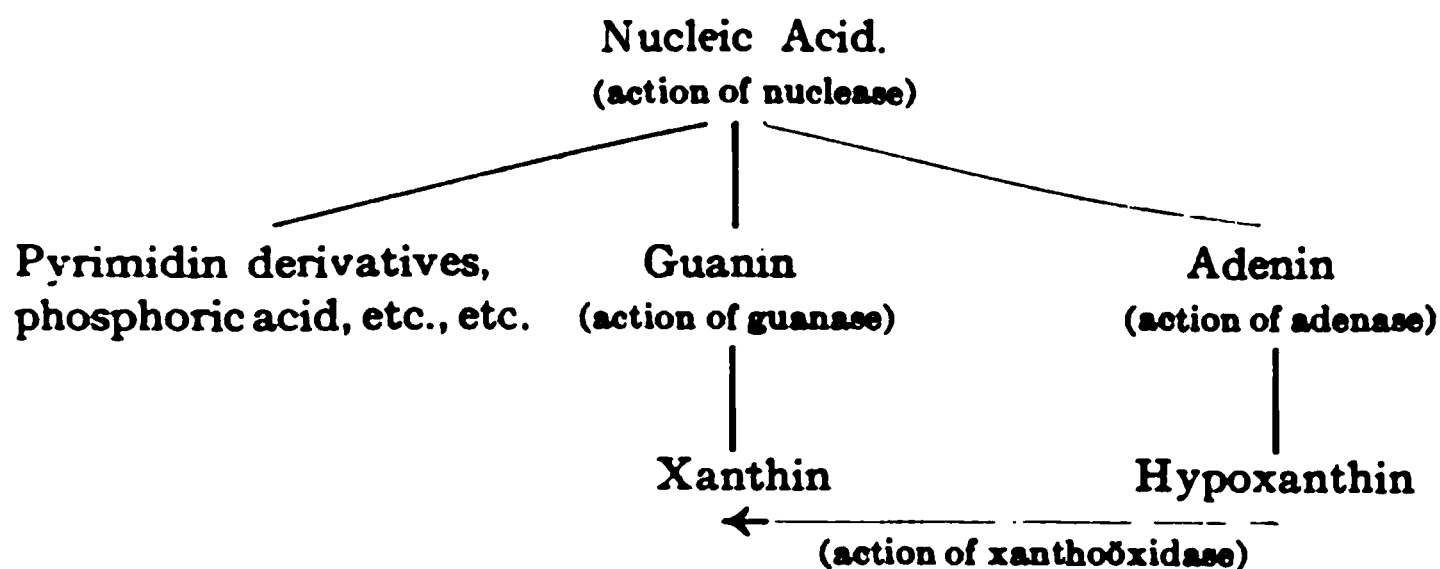 Nucleic Acid.
(action of nuclease)
Pyrimidin derivatives,
phosphoric acid, etc., etc.
Guanin
(action of guanase)
Adenin
(action of adenase)
Xanthin
Hypoxanthin
(action of xanthoöxidase)